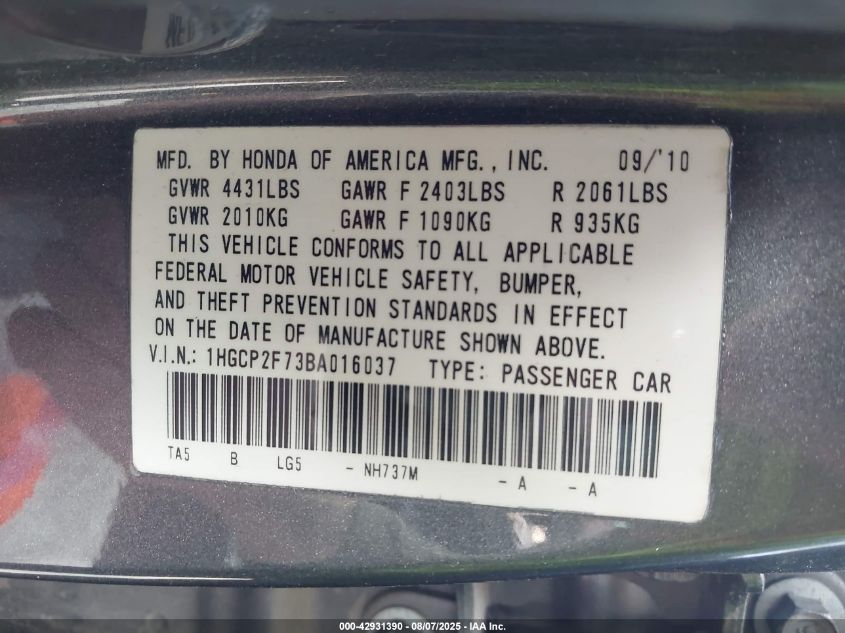 MFD. BY HONDA OF AMERICA MFG., INC. 09/'10
GVWR 4431LBS GAWR F 2403LBS R 2061LBS
GVWR 2010KG GAWR F 1090KG R 935KG
THIS VEHICLE CONFORMS TO ALL APPLICABLE
FEDERAL MOTOR VEHICLE SAFETY, BUMPER,
AND THEFT PREVENTION STANDARDS IN EFFECT
ON THE DATE OF MANUFACTURE SHOWN ABOVE.
V.I.N.: 1HGCP2F73BA016037 TYPE: PASSENGER CAR
TA5 B LG5 - NH737M - A - A
000-42931390 - 08/07/2025 - IAA Inc.